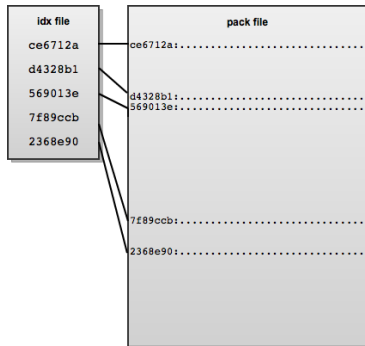 idx file
ce6712a
d4328b1
569013e
7f89ccb
2368e90
pack file
ce6712a:..............................
d4328b1:..............................
569013e:..............................
7f89ccb:..............................
2368e90:..............................